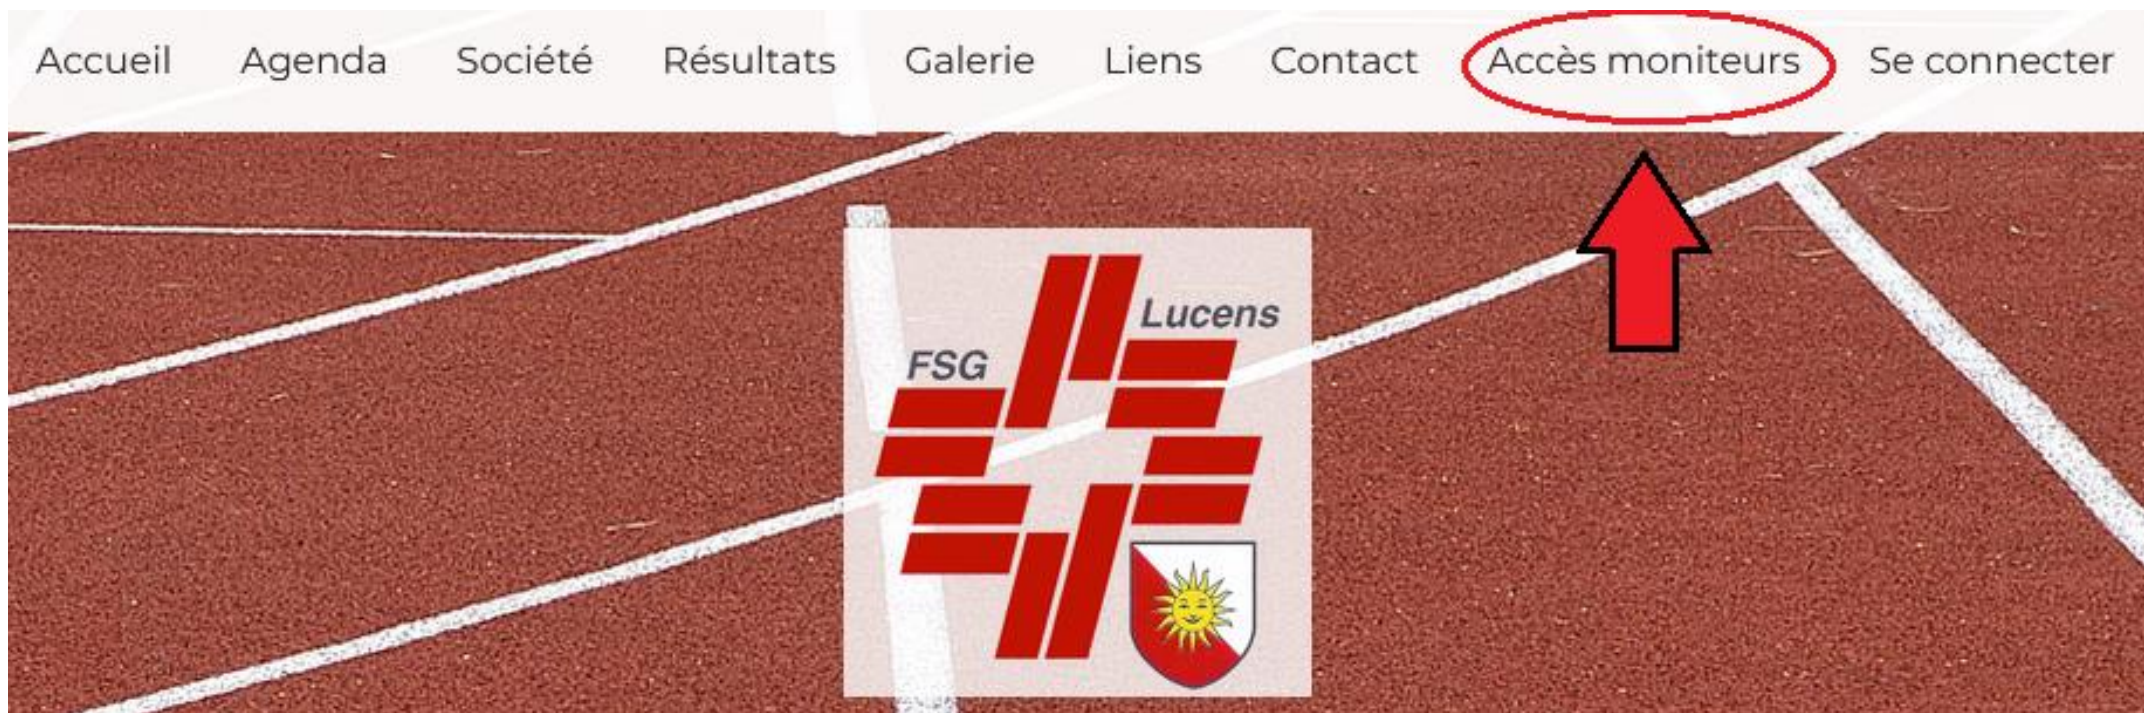 Accueil Agenda Société Résultats Galerie Liens Contact Accès moniteurs Se connecter
Lucens
FSG